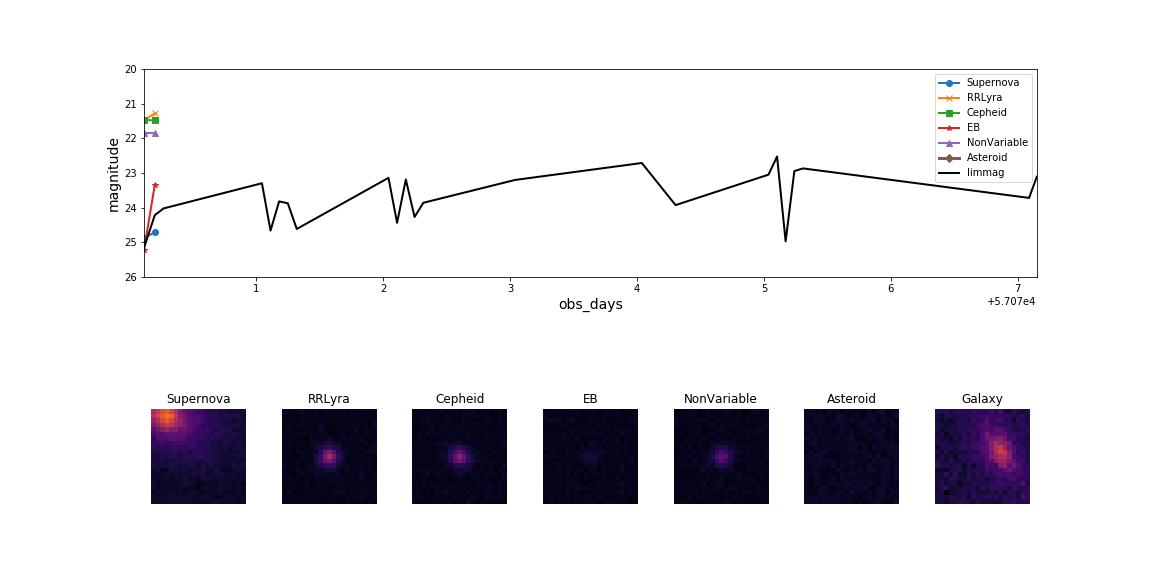 20
21
22
23
24
25
26
magnitude
Supernova
RRLyra
Cepheid
EB
NonVariable
Asteroid
limmag
1 2 3 4 5 6 7
+5.707e4
obs_days
Supernova RRLyra Cepheid EB NonVariable Asteroid Galaxy